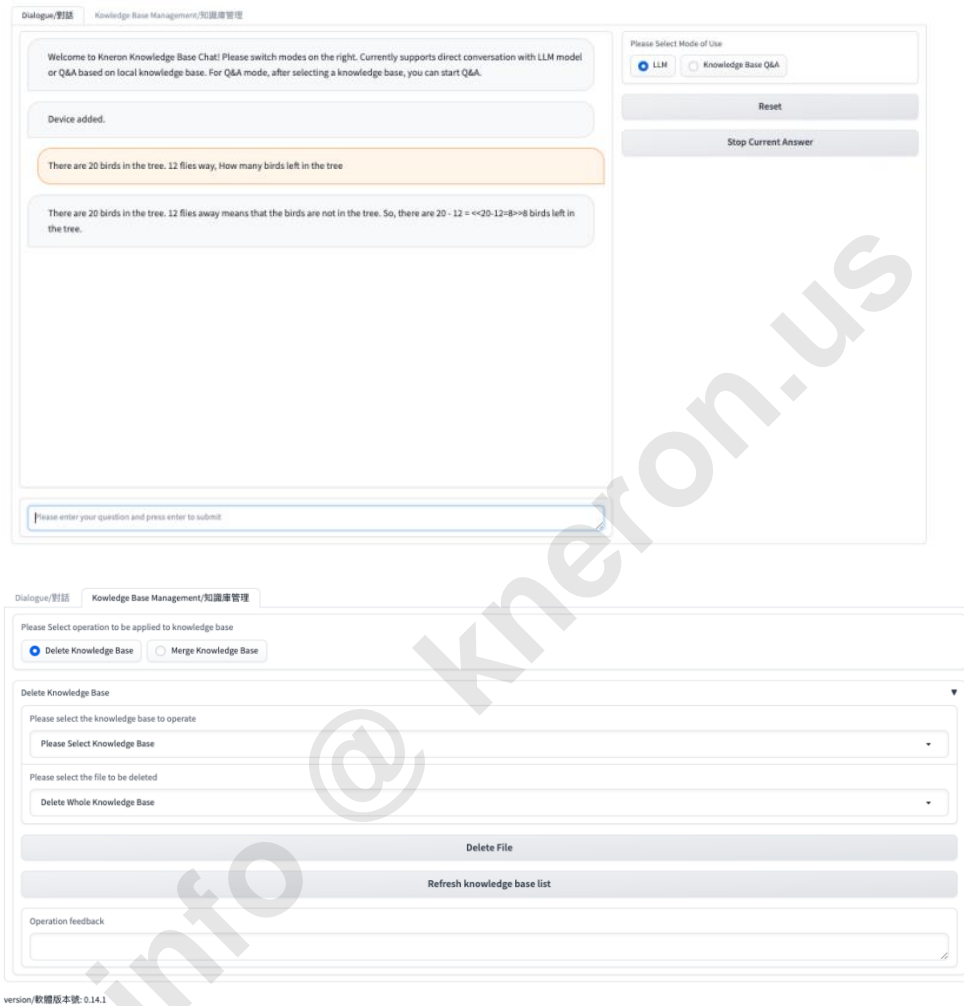 Dialogue/對話 Kowledge Base Management/知識庫管理
Welcome to Kneron Knowledge Base Chat! Please switch modes on the right. Currently supports direct conversation with LLM model
or Q&A based on local knowledge base. For Q&A mode, after selecting a knowledge base, you can start Q&A.
Please Select Mode of Use
LLM Knowledge Base Q&A
Reset
Stop Current Answer
Device added.
There are 20 birds in the tree. 12 flies way, How many birds left in the tree
There are 20 birds in the tree. 12 flies away means that the birds are not in the tree. So, there are 20 - 12 = <<20-12=8>>8 birds left in
the tree.
Please enter your question and press enter to submit
Dialogue/對話 Kowledge Base Management/知識庫管理
Please Select operation to be applied to knowledge base
Delete Knowledge Base Merge Knowledge Base
Delete Knowledge Base
Please select the knowledge base to operate
Please Select Knowledge Base
Please select the file to be deleted
Delete Whole Knowledge Base
Delete File
Refresh knowledge base list
Operation feedback
version/軟體版本號: 0.14.1
info @ kneron.us